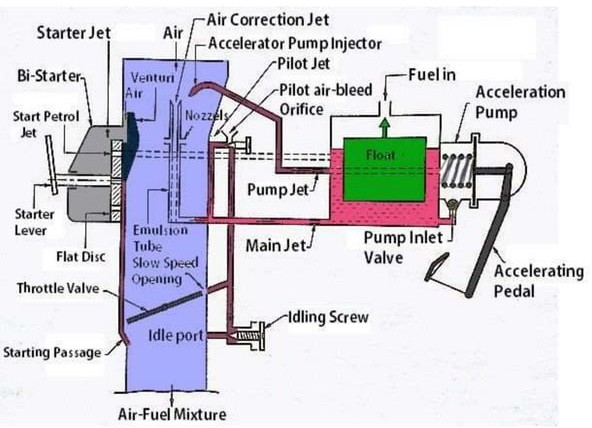 Starter Jet
Air
Air Correction Jet
Accelerator Pump Injector
Pilot Jet
Bi-Starter
Venturi
Air
Pilot air-bleed
Orifice
Fuel in
Acceleration
Pump
Start Petrol
Jet
Nozzels
Float
Pump Jet
Starter
Lever
Emulsion
Tube
Main Jet
Pump Inlet
Valve
Flat Disc
Slow Speed
Opening
Accelerating
Pedal
Throttle Valve
Idling Screw
Idle port
Starting Passage
Air-Fuel Mixture